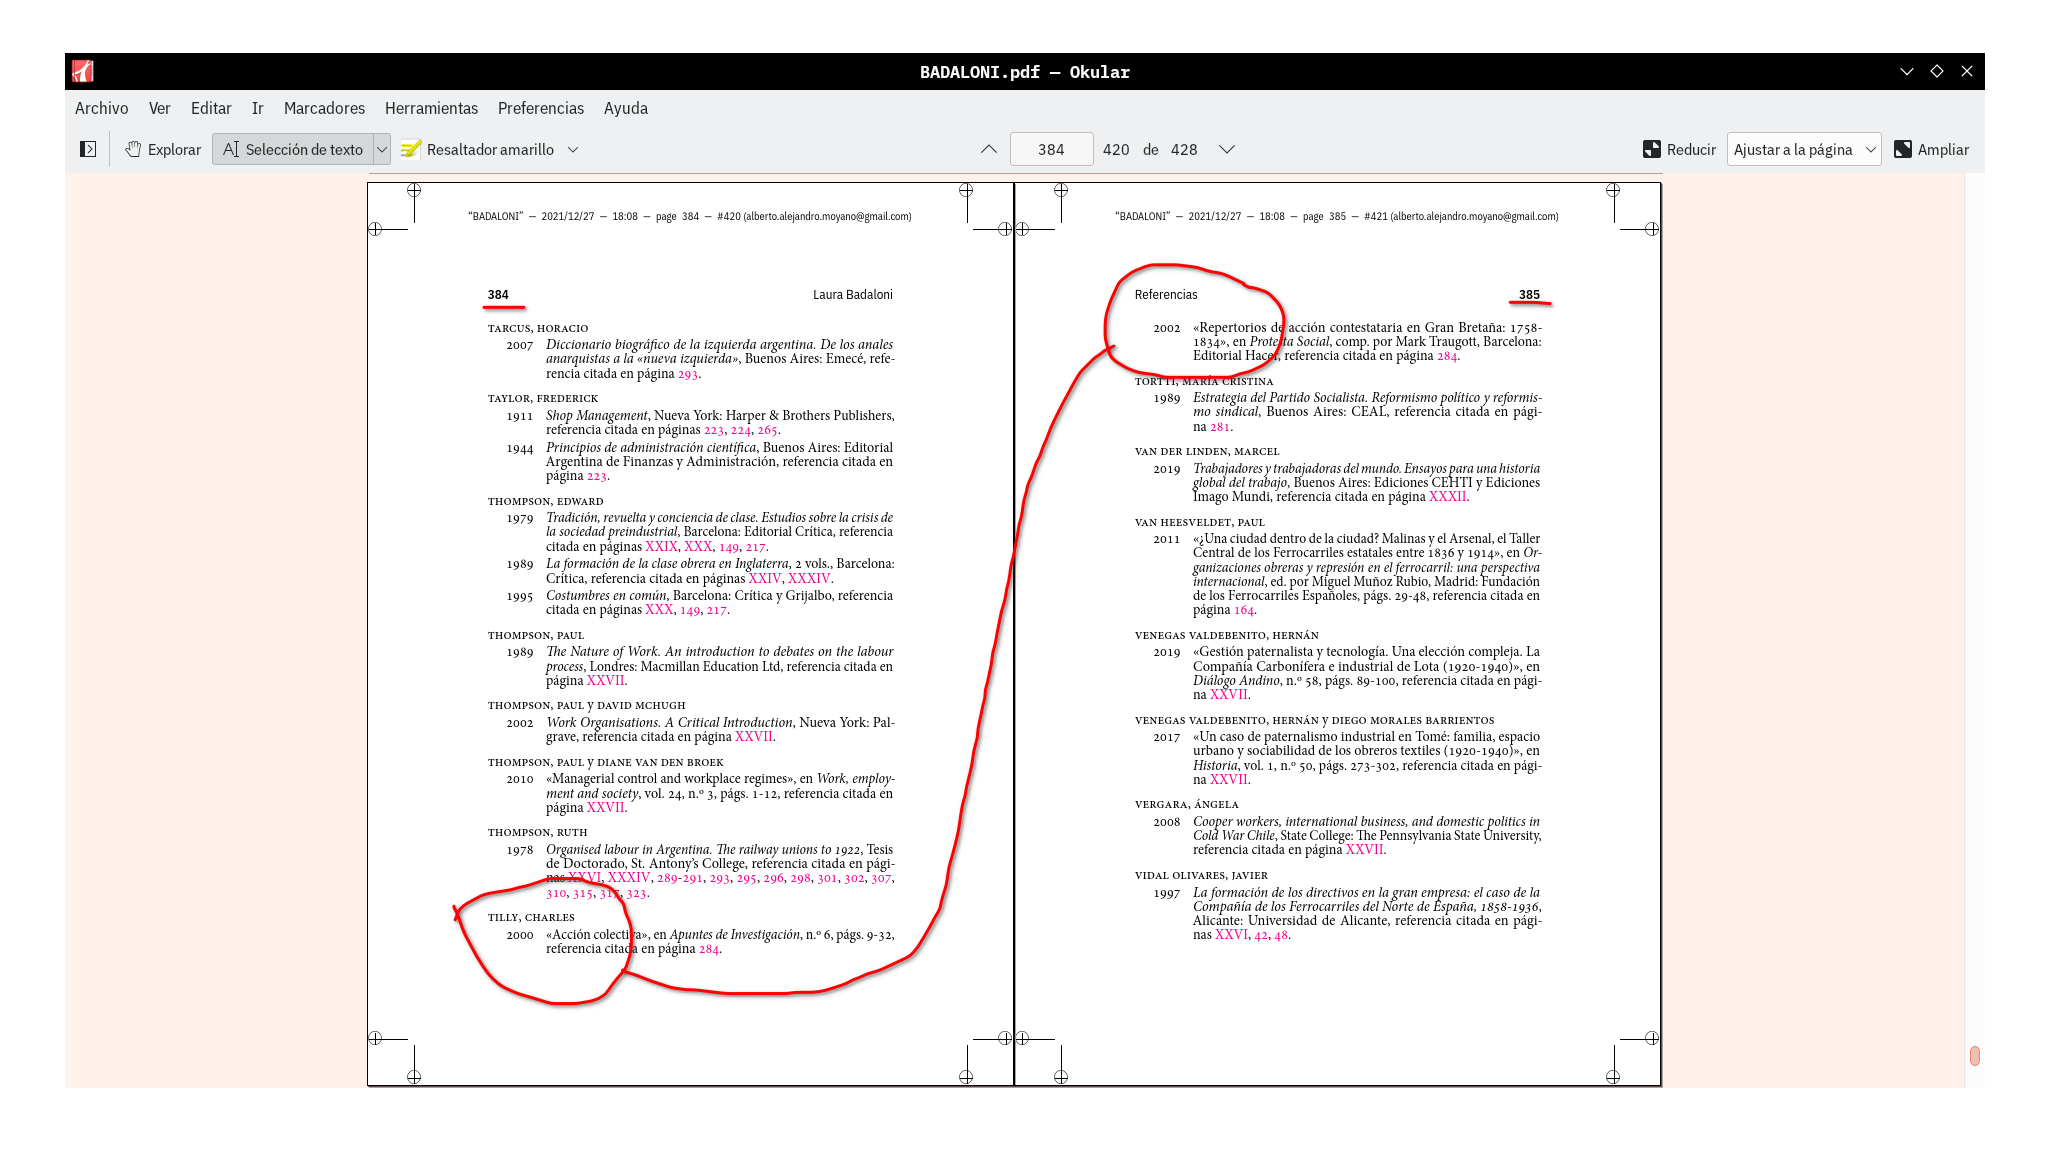 BADALONI.pdf — Okular
Archivo Ver Editar Ir Marcadores Herramientas Preferencias Ayuda
Explorar Selección de texto Resaltador amarillo 384 420 de 428 Reducir Ajustar a la página Ampliar
“BADALONI” — 2021/12/27 — 18:08 — page 384 — #420 (alberto.alejandro.moyano@gmail.com)
384 Laura Badaloni
TARCUS, HORACIO
2007 Diccionario biográfico de la izquierda argentina. De los anales
anarquistas a la «nueva izquierda», Buenos Aires: Emecé, refe-
rencia citada en página 293.
TAYLOR, FREDERICK
1911 Shop Management, Nueva York: Harper & Brothers Publishers,
referencia citada en páginas 223, 224, 265.
1944 Principios de administración científica, Buenos Aires: Editorial
Argentina de Finanzas y Administración, referencia citada en
página 223.
THOMPSON, EDWARD
1979 Tradición, revuelta y conciencia de clase. Estudios sobre la crisis de
la sociedad preindustrial, Barcelona: Editorial Crítica, referencia
citada en páginas XXIX, XXX, 149, 217.
1989 La formación de la clase obrera en Inglaterra, 2 vols., Barcelona:
Crítica, referencia citada en páginas XXIV, XXXIV.
1995 Costumbres en común, Barcelona: Crítica y Grijalbo, referencia
citada en páginas XXX, 149, 217.
THOMPSON, PAUL
1989 The Nature of Work. An introduction to debates on the labour
process, Londres: Macmillan Education Ltd, referencia citada en
página XXVII.
THOMPSON, PAUL y DAVID MCHUGH
2002 Work Organisations. A Critical Introduction, Nueva York: Pal-
grave, referencia citada en página XXVII.
THOMPSON, PAUL y DIANE VAN DEN BROEK
2010 «Managerial control and workplace regimes», en Work, employ-
ment and society, vol. 24, n.º 3, págs. 1-12, referencia citada en
página XXVII.
THOMPSON, RUTH
1978 Organised labour in Argentina. The railway unions to 1922, Tesis
de Doctorado, St. Antony’s College, referencia citada en pági-
nas XXVI, XXXIV, 289-291, 293, 295, 296, 298, 301, 302, 307,
310, 315, 317, 323.
TILLY, CHARLES
2000 «Acción colectiva», en Apuntes de Investigación, n.º 6, págs. 9-32,
referencia citada en página 284.
“BADALONI” — 2021/12/27 — 18:08 — page 385 — #421 (alberto.alejandro.moyano@gmail.com)
Referencias 385
2002 «Repertorios de acción contestataria en Gran Bretaña: 1758-
1834», en Protesta Social, comp. por Mark Traugott, Barcelona:
Editorial Hacer, referencia citada en página 284.
TORTTI, MARÍA CRISTINA
1989 Estrategia del Partido Socialista. Reformismo político y reformis-
mo sindical, Buenos Aires: CEAL, referencia citada en pági-
na 281.
VAN DER LINDEN, MARCEL
2019 Trabajadores y trabajadoras del mundo. Ensayos para una historia
global del trabajo, Buenos Aires: Ediciones CEHTI y Ediciones
Imago Mundi, referencia citada en página XXXII.
VAN HEESVELDET, PAUL
2011 «¿Una ciudad dentro de la ciudad? Malinas y el Arsenal, el Taller
Central de los Ferrocarriles estatales entre 1836 y 1914», en Or-
ganizaciones obreras y represión en el ferrocarril: una perspectiva
internacional, ed. por Miguel Muñoz Rubio, Madrid: Fundación
de los Ferrocarriles Españoles, págs. 29-48, referencia citada en
página 164.
VENEGAS VALDEBENITO, HERNÁN
2019 «Gestión paternalista y tecnología. Una elección compleja. La
Compañía Carbonífera e industrial de Lota (1920-1940)», en
Diálogo Andino, n.º 58, págs. 89-100, referencia citada en pági-
na XXVII.
VENEGAS VALDEBENITO, HERNÁN y DIEGO MORALES BARRIENTOS
2017 «Un caso de paternalismo industrial en Tomé: familia, espacio
urbano y sociabilidad de los obreros textiles (1920-1940)», en
Historia, vol. 1, n.º 50, págs. 273-302, referencia citada en pági-
na XXVII.
VERGARA, ÁNGELA
2008 Cooper workers, international business, and domestic politics in
Cold War Chile, State College: The Pennsylvania State University,
referencia citada en página XXVII.
VIDAL OLIVARES, JAVIER
1997 La formación de los directivos en la gran empresa: el caso de la
Compañía de los Ferrocarriles del Norte de España, 1858-1936,
Alicante: Universidad de Alicante, referencia citada en pági-
nas XXVI, 42, 48.